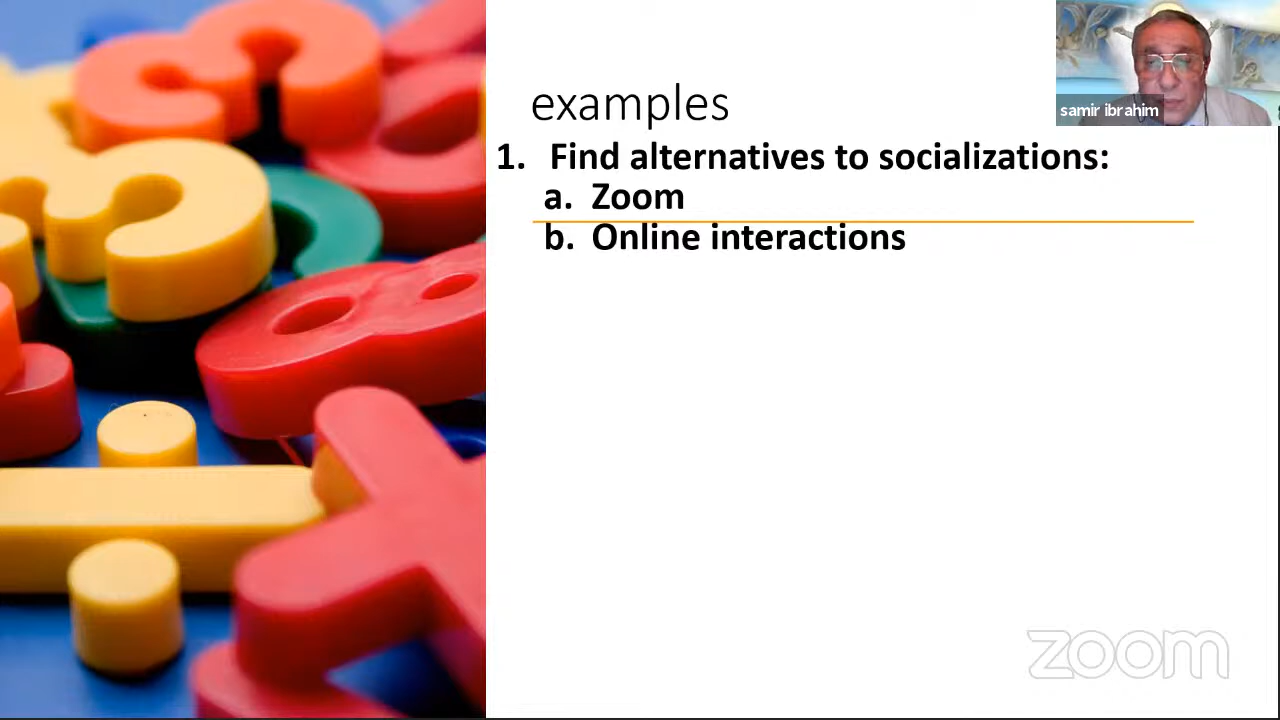 examples
samir ibrahim
1. Find alternatives to socializations:
a. Zoom
b. Online interactions
zoom